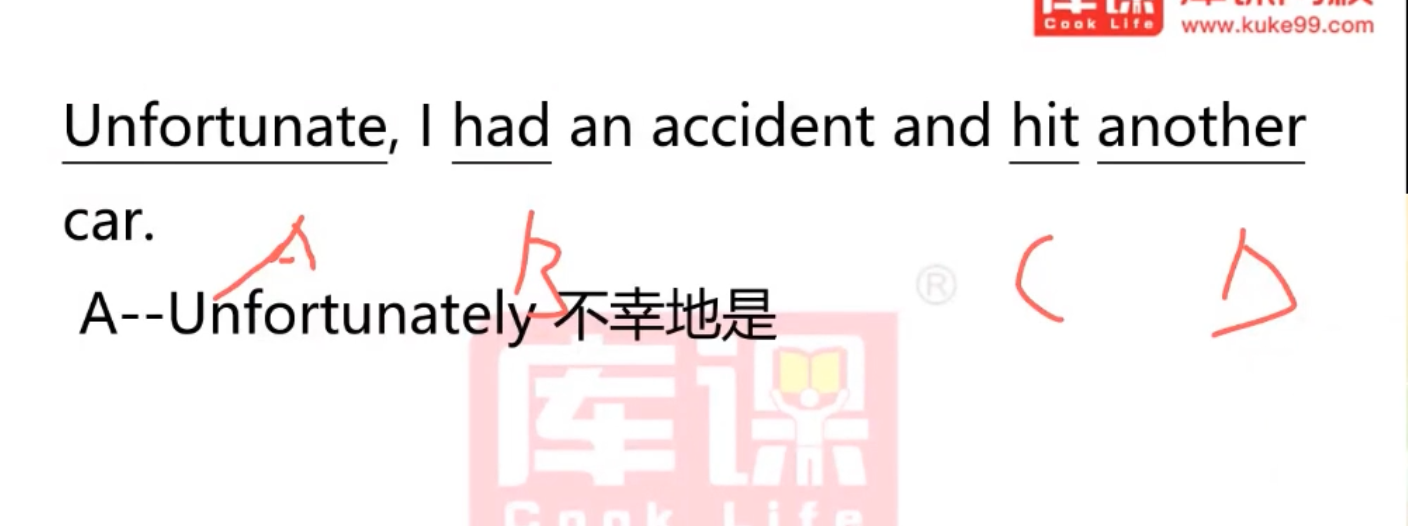 Cook Life
www.kuke99.com
Unfortunate, I had an accident and hit another
car.
A B C D
A--Unfortunately 不幸地是
®
库课
Cook Life